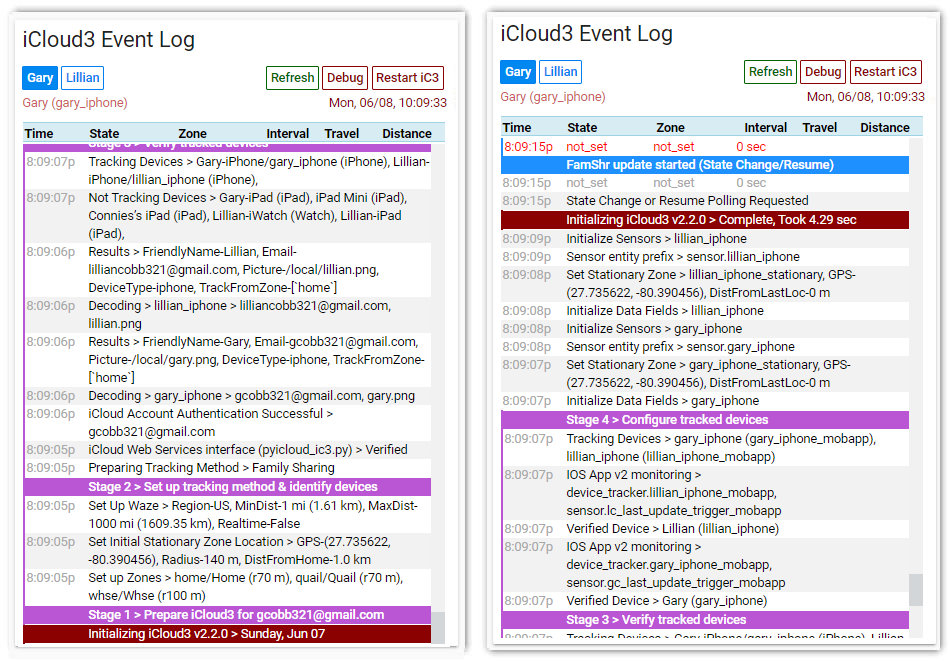 iCloud3 Event Log
Gary Lillian Refresh Debug Restart iC3
Gary (gary_iphone) Mon, 06/08, 10:09:33
Time State Zone Interval Travel Distance
Stage 3 > Verify tracked devices
8:09:07p Tracking Devices > Gary-iPhone/gary_iphone (iPhone), Lillian-
iPhone/lillian_iphone (iPhone),
8:09:07p Not Tracking Devices > Gary-iPad (iPad), iPad Mini (iPad),
Connies's iPad (iPad), Lillian-iWatch (Watch), Lillian-iPad
(iPad),
8:09:06p Results > FriendlyName-Lillian, Email-
lilliancobb321@gmail.com, Picture-/local/lillian.png,
DeviceType-iphone, TrackFromZone-[`home`]
8:09:06p Decoding > lillian_iphone > lilliancobb321@gmail.com,
lillian.png
8:09:06p Results > FriendlyName-Gary, Email-gcobb321@gmail.com,
Picture-/local/gary.png, DeviceType-iphone, TrackFromZone-
[`home`]
8:09:06p Decoding > gary_iphone > gcobb321@gmail.com, gary.png
8:09:06p iCloud Account Authentication Successful >
gcobb321@gmail.com
8:09:05p iCloud Web Services interface (pyicloud_ic3.py) > Verified
8:09:05p Preparing Tracking Method > Family Sharing
Stage 2 > Set up tracking method & identify devices
8:09:05p Set Up Waze > Region-US, MinDist-1 mi (1.61 km), MaxDist-
1000 mi (1609.35 km), Realtime-False
8:09:05p Set Initial Stationary Zone Location > GPS-(27.735622,
-80.390456), Radius-140 m, DistFromHome-1.0 km
8:09:05p Set up Zones > home/Home (r70 m), quail/Quail (r70 m),
whse/Whse (r100 m)
Stage 1 > Prepare iCloud3 for gcobb321@gmail.com
Initializing iCloud3 v2.2.0 > Sunday, Jun 07
iCloud3 Event Log
Gary Lillian Refresh Debug Restart iC3
Gary (gary_iphone) Mon, 06/08, 10:09:33
Time State Zone Interval Travel Distance
8:09:15p not_set not_set 0 sec
FamShr update started (State Change/Resume)
8:09:15p not_set not_set 0 sec
8:09:15p State Change or Resume Polling Requested
Initializing iCloud3 v2.2.0 > Complete, Took 4.29 sec
8:09:09p Initialize Sensors > lillian_iphone
8:09:09p Sensor entity prefix > sensor.lillian_iphone
8:09:08p Set Stationary Zone > lillian_iphone_stationary, GPS-
(27.735622, -80.390456), DistFromLastLoc-0 m
8:09:08p Initialize Data Fields > lillian_iphone
8:09:08p Initialize Sensors > gary_iphone
8:09:08p Sensor entity prefix > sensor.gary_iphone
8:09:07p Set Stationary Zone > gary_iphone_stationary, GPS-
(27.735622, -80.390456), DistFromLastLoc-0 m
8:09:07p Initialize Data Fields > gary_iphone
Stage 4 > Configure tracked devices
8:09:07p Tracking Devices > gary_iphone (gary_iphone_mobapp),
lillian_iphone (lillian_iphone_mobapp)
8:09:07p IOS App v2 monitoring >
device_tracker.lillian_iphone_mobapp,
sensor.lc_last_update_trigger_mobapp
8:09:07p Verified Device > Lillian (lillian_iphone)
8:09:07p IOS App v2 monitoring >
device_tracker.gary_iphone_mobapp,
sensor.gc_last_update_trigger_mobapp
8:09:07p Verified Device > Gary (gary_iphone)
Stage 3 > Verify tracked devices
8:09:07p Tracking Devices > Gary-iPhone/gary_iphone (iPhone), Lillian-